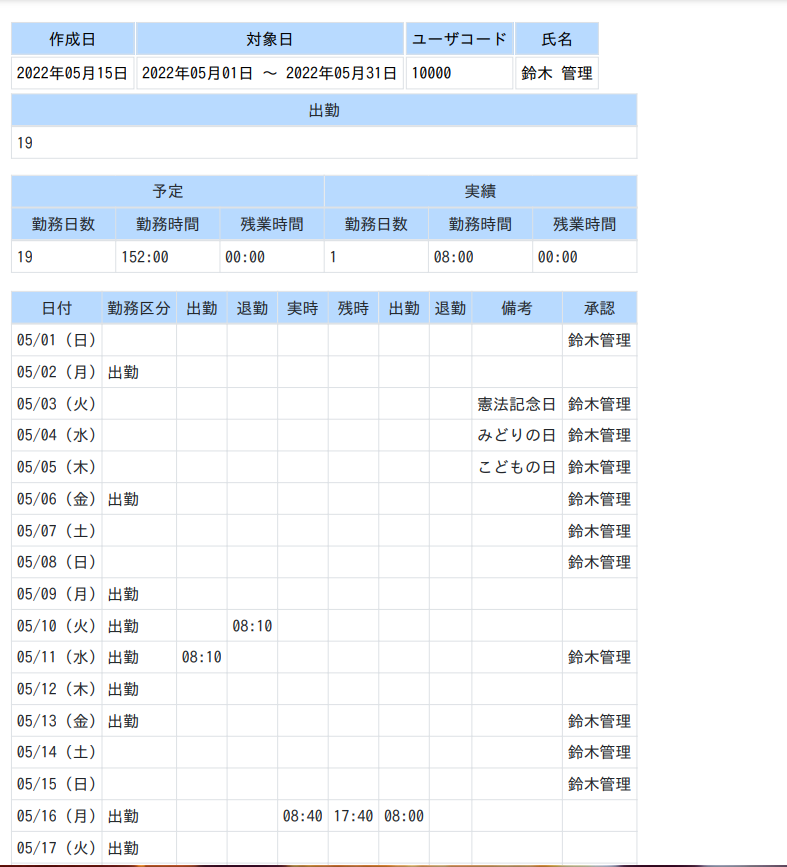 作成日 対象日 ユーザコード 氏名
2022年05月15日 2022年05月01日 ～ 2022年05月31日 10000 鈴木 管理
出勤
19
予定 実績
勤務日数 勤務時間 残業時間 勤務日数 勤務時間 残業時間
19 152:00 00:00 1 08:00 00:00
日付 勤務区分 出勤 退勤 実時 残時 出勤 退勤 備考 承認
05/01（日） 鈴木管理
05/02（月） 出勤
05/03（火） 憲法記念日 鈴木管理
05/04（水） みどりの日 鈴木管理
05/05（木） こどもの日 鈴木管理
05/06（金） 出勤 鈴木管理
05/07（土） 鈴木管理
05/08（日） 鈴木管理
05/09（月） 出勤
05/10（火） 出勤 08:10
05/11（水） 出勤 08:10 鈴木管理
05/12（木） 出勤
05/13（金） 出勤 鈴木管理
05/14（土） 鈴木管理
05/15（日） 鈴木管理
05/16（月） 出勤 08:40 17:40 08:00
05/17（火） 出勤